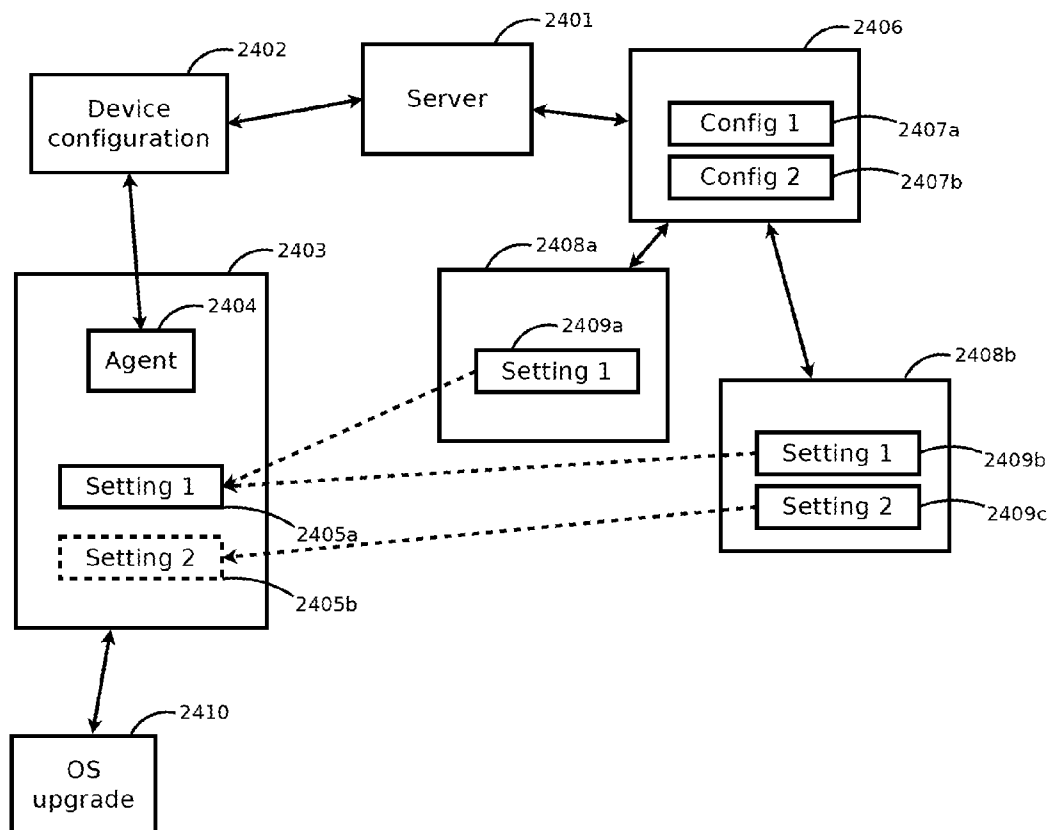 2401
2402
2406
Device
configuration
Server
Config 1
2407a
Config 2
2407b
2403
2408a
2404
Agent
2409a
Setting 1
2408b
Setting 1
2409b
Setting 2
2409c
Setting 1
2405a
Setting 2
2405b
2410
OS
upgrade